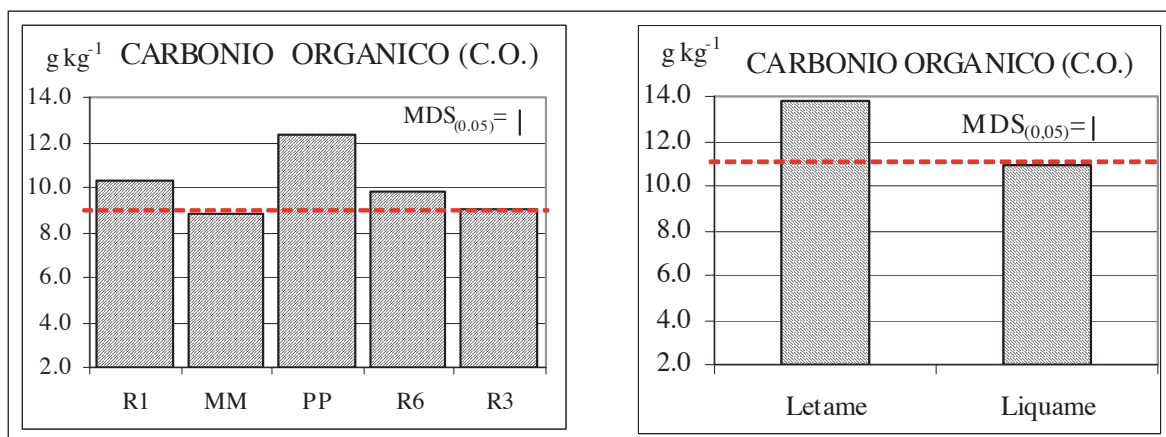 g kg-1 CARBONIO ORGANICO (C.O.)
14.0
MDS(0.05)= |
12.0
10.0
8.0
6.0
4.0
2.0
R1 MM PP R6 R3
g kg-1 CARBONIO ORGANICO (C.O.)
14.0
MDS(0,05)= |
12.0
10.0
8.0
6.0
4.0
2.0
Letame Liquame